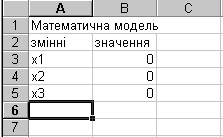 A B C
1 Математична модель
2 змінні значення
3 x1 0
4 x2 0
5 x3 0
6
7